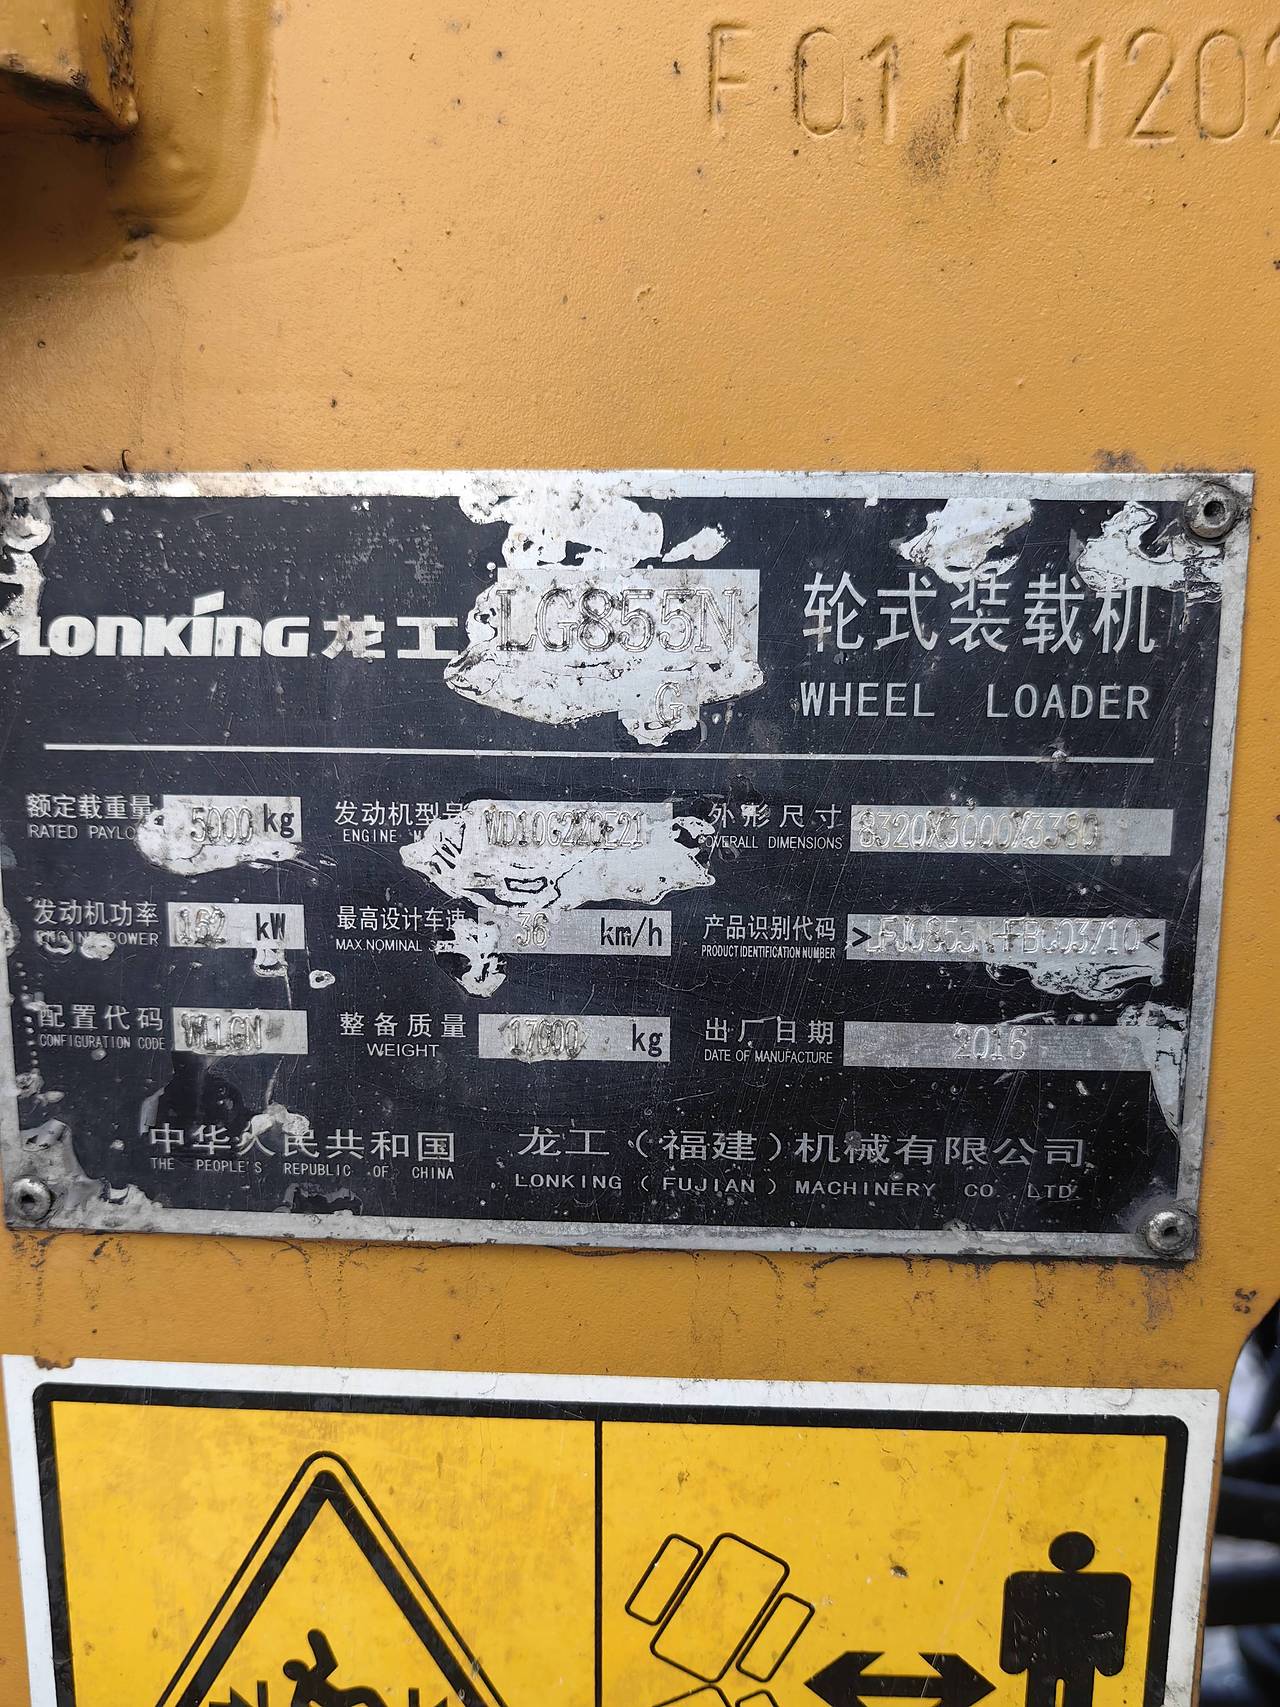 F01151202
LONKING 龙工 LG855N 轮式装载机
G WHEEL LOADER
额定载重量 5000 kg 发动机型号 外形尺寸 8320X3000X3380
RATED ENGINE OVERALL DIMENSIONS
发动机功率 162 kW 最高设计车速 36 km/h 产品识别代码
ENGINE POWER MAX.NOMINAL PRODUCT IDENTIFICATION NUMBER
配置代码 整备质量 kg 出厂日期 2016
CONFIGURATION CODE WEIGHT DATE OF MANUFACTURE
中华人民共和国 龙工（福建）机械有限公司
THE PEOPLE'S REPUBLIC OF CHINA LONKING (FUJIAN) MACHINERY CO.,LTD.